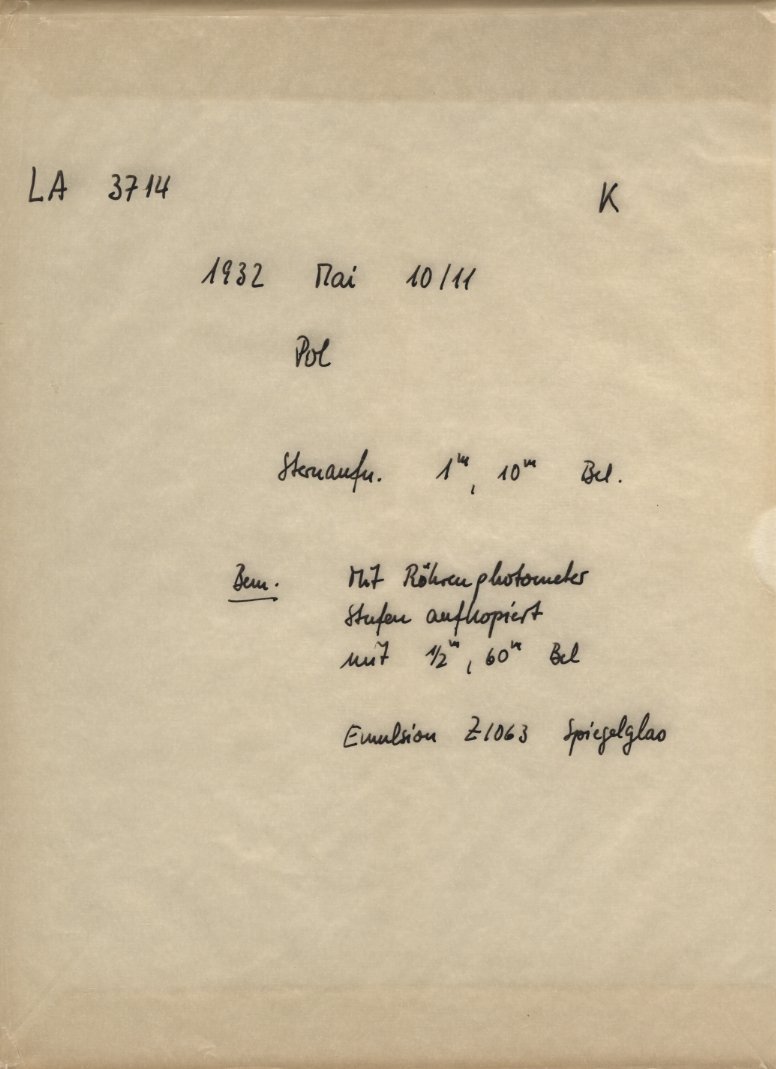 LA 3714 K
1932 Mai 10/11
Pol
Sternaufn. 1ᵐ, 10ᵐ Bel.
Bem. Mit Röhrenphotometer
Stufen aufkopiert
mit 1/2ᵐ, 60ᵐ Bel
Emulsion Z1063 Spiegelglas